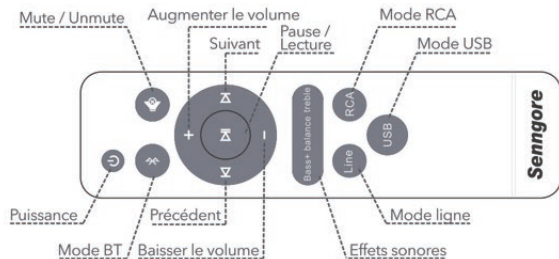 Augmenter le volume
Mode RCA
Mute / Unmute
Pause /
Lecture
Suivant
Mode USB
+
-
Bass+ balance treble
RCA
Line
USB
Senngore
Puissance
Précédent
Mode ligne
Mode BT
Baisser le volume
Effets sonores